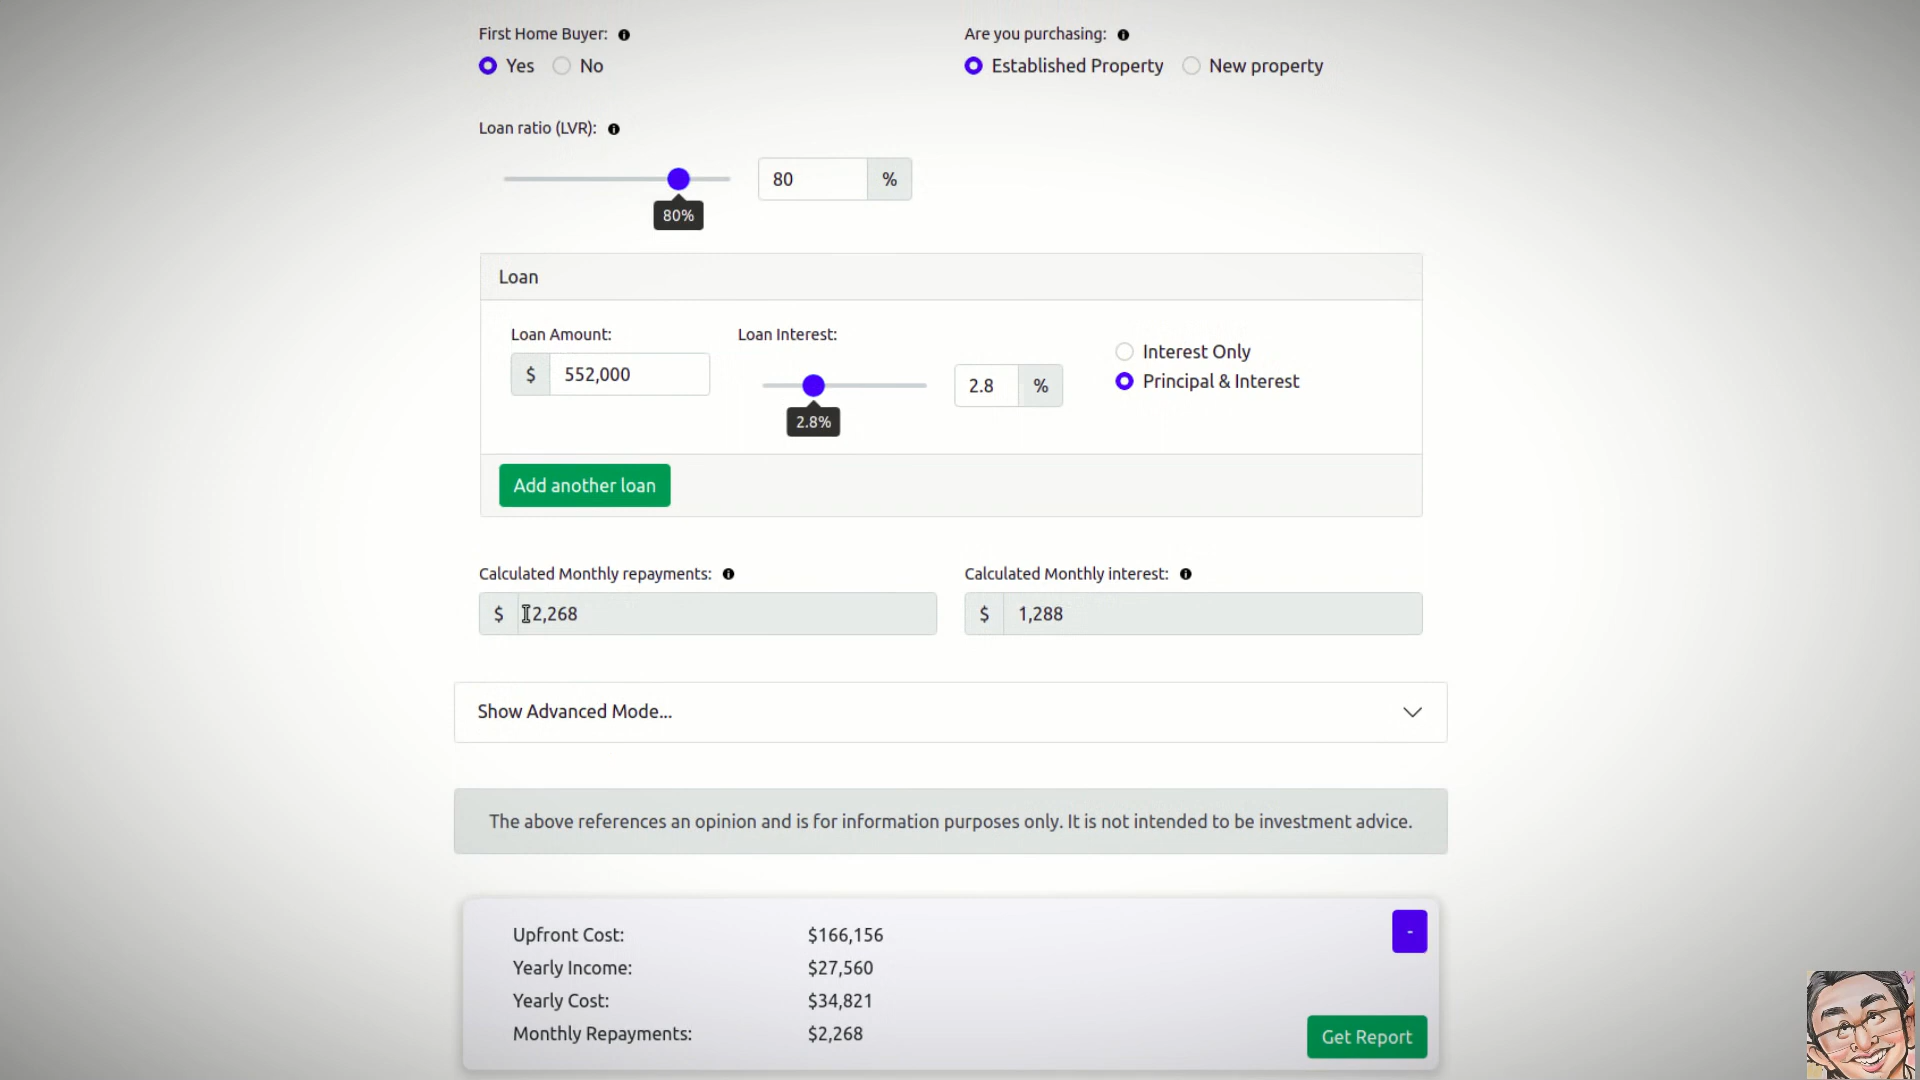 First Home Buyer:
Are you purchasing:
Yes No
Established Property New property
Loan ratio (LVR):
80 %
80%
Loan
Loan Amount:
Loan Interest:
$ 552,000
2.8 %
2.8%
Interest Only
Principal & Interest
Add another loan
Calculated Monthly repayments:
Calculated Monthly interest:
$ 2,268
$ 1,288
Show Advanced Mode...
The above references an opinion and is for information purposes only. It is not intended to be investment advice.
Upfront Cost: $166,156
-
Yearly Income: $27,560
Yearly Cost: $34,821
Monthly Repayments: $2,268
Get Report